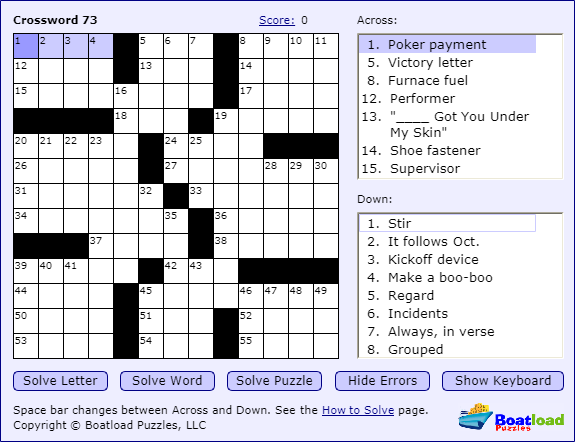 Crossword 73
Score: 0
1 2 3 4 5 6 7 8 9 10 11
12 13 14
15 16 17
18 19
20 21 22 23 24 25
26 27 28 29 30
31 32 33
34 35 36
37 38
39 40 41 42 43
44 45 46 47 48 49
50 51 52
53 54 55
Across:
1. Poker payment
5. Victory letter
8. Furnace fuel
12. Performer
13. "____ Got You Under
My Skin"
14. Shoe fastener
15. Supervisor
Down:
1. Stir
2. It follows Oct.
3. Kickoff device
4. Make a boo-boo
5. Regard
6. Incidents
7. Always, in verse
8. Grouped
Solve Letter
Solve Word
Solve Puzzle
Hide Errors
Show Keyboard
Space bar changes between Across and Down. See the How to Solve page.
Copyright © Boatload Puzzles, LLC
Boatload
Puzzles